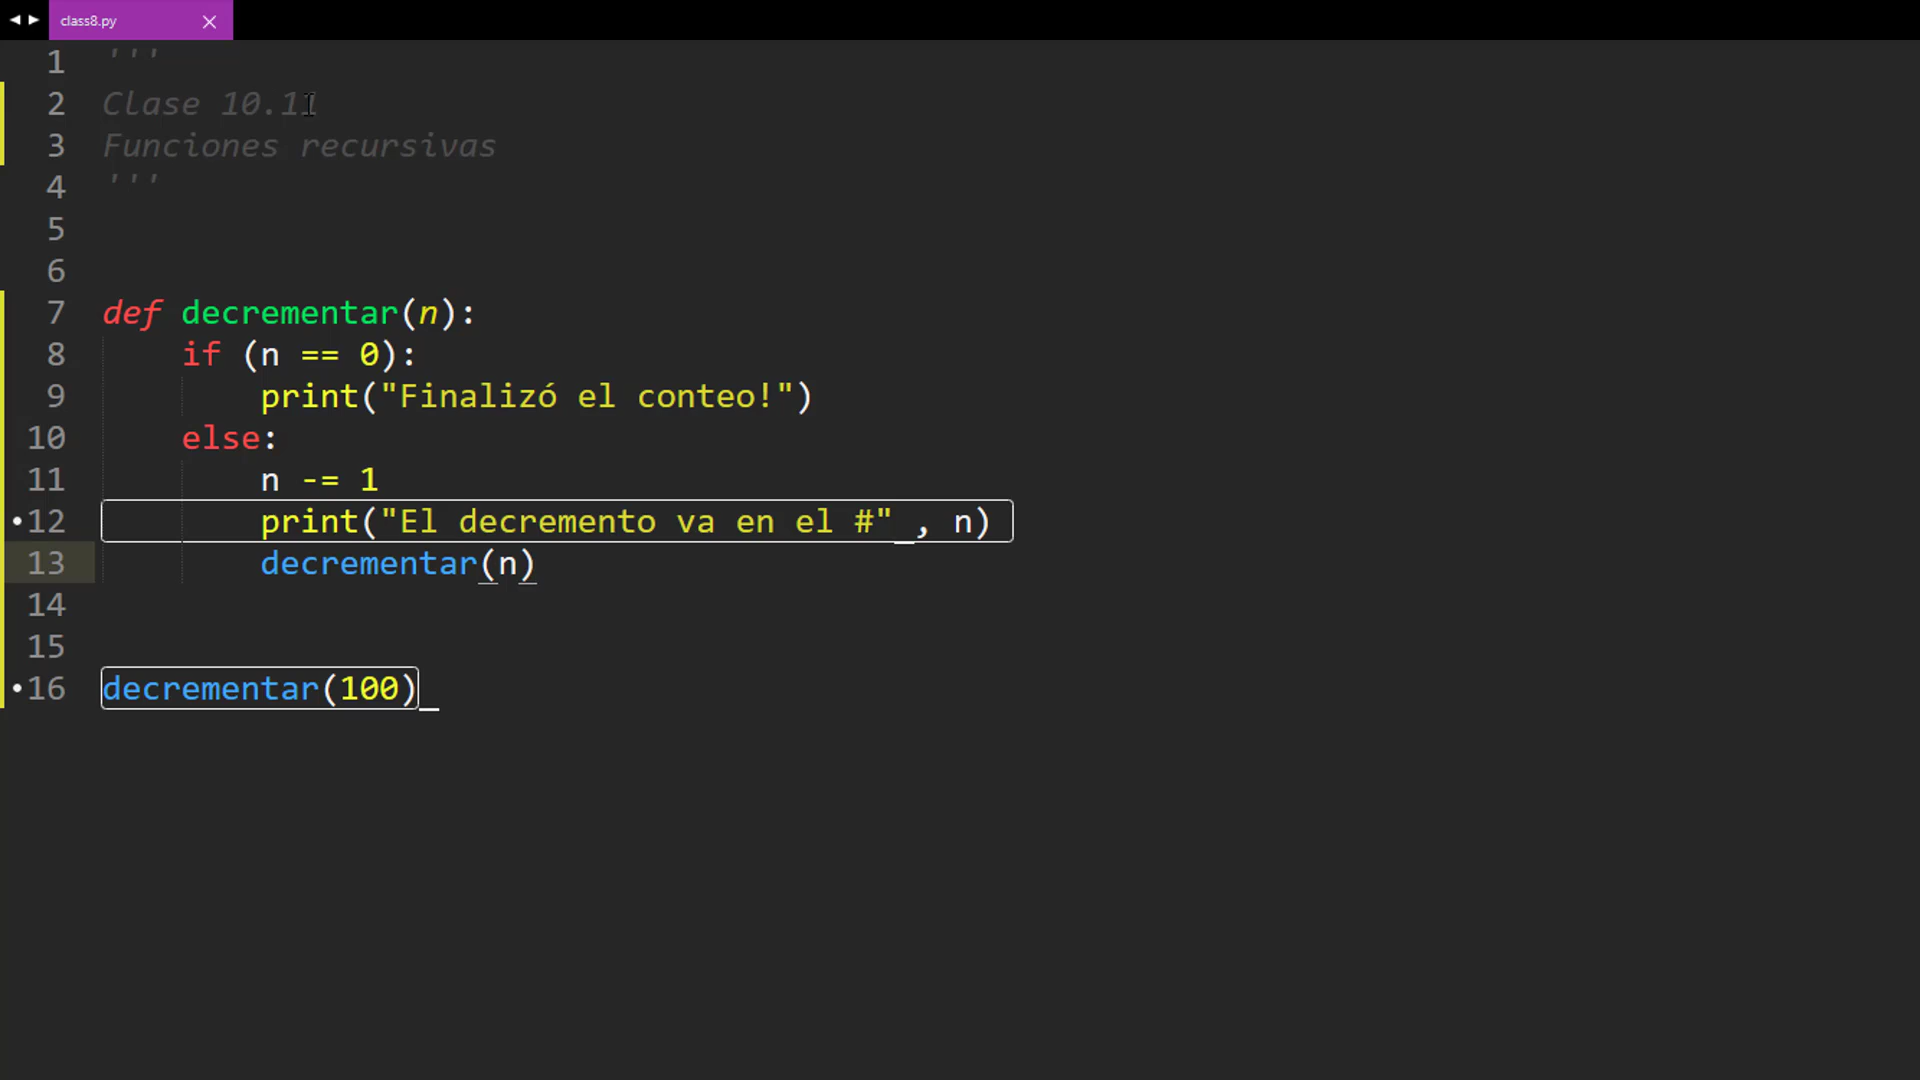 class8.py
1 '''
2 Clase 10.11
3 Funciones recursivas
4 '''
5
6
7 def decrementar(n):
8 if (n == 0):
9 print("Finalizó el conteo!")
10 else:
11 n -= 1
12 print("El decremento va en el #" , n)
13 decrementar(n)
14
15
16 decrementar(100)